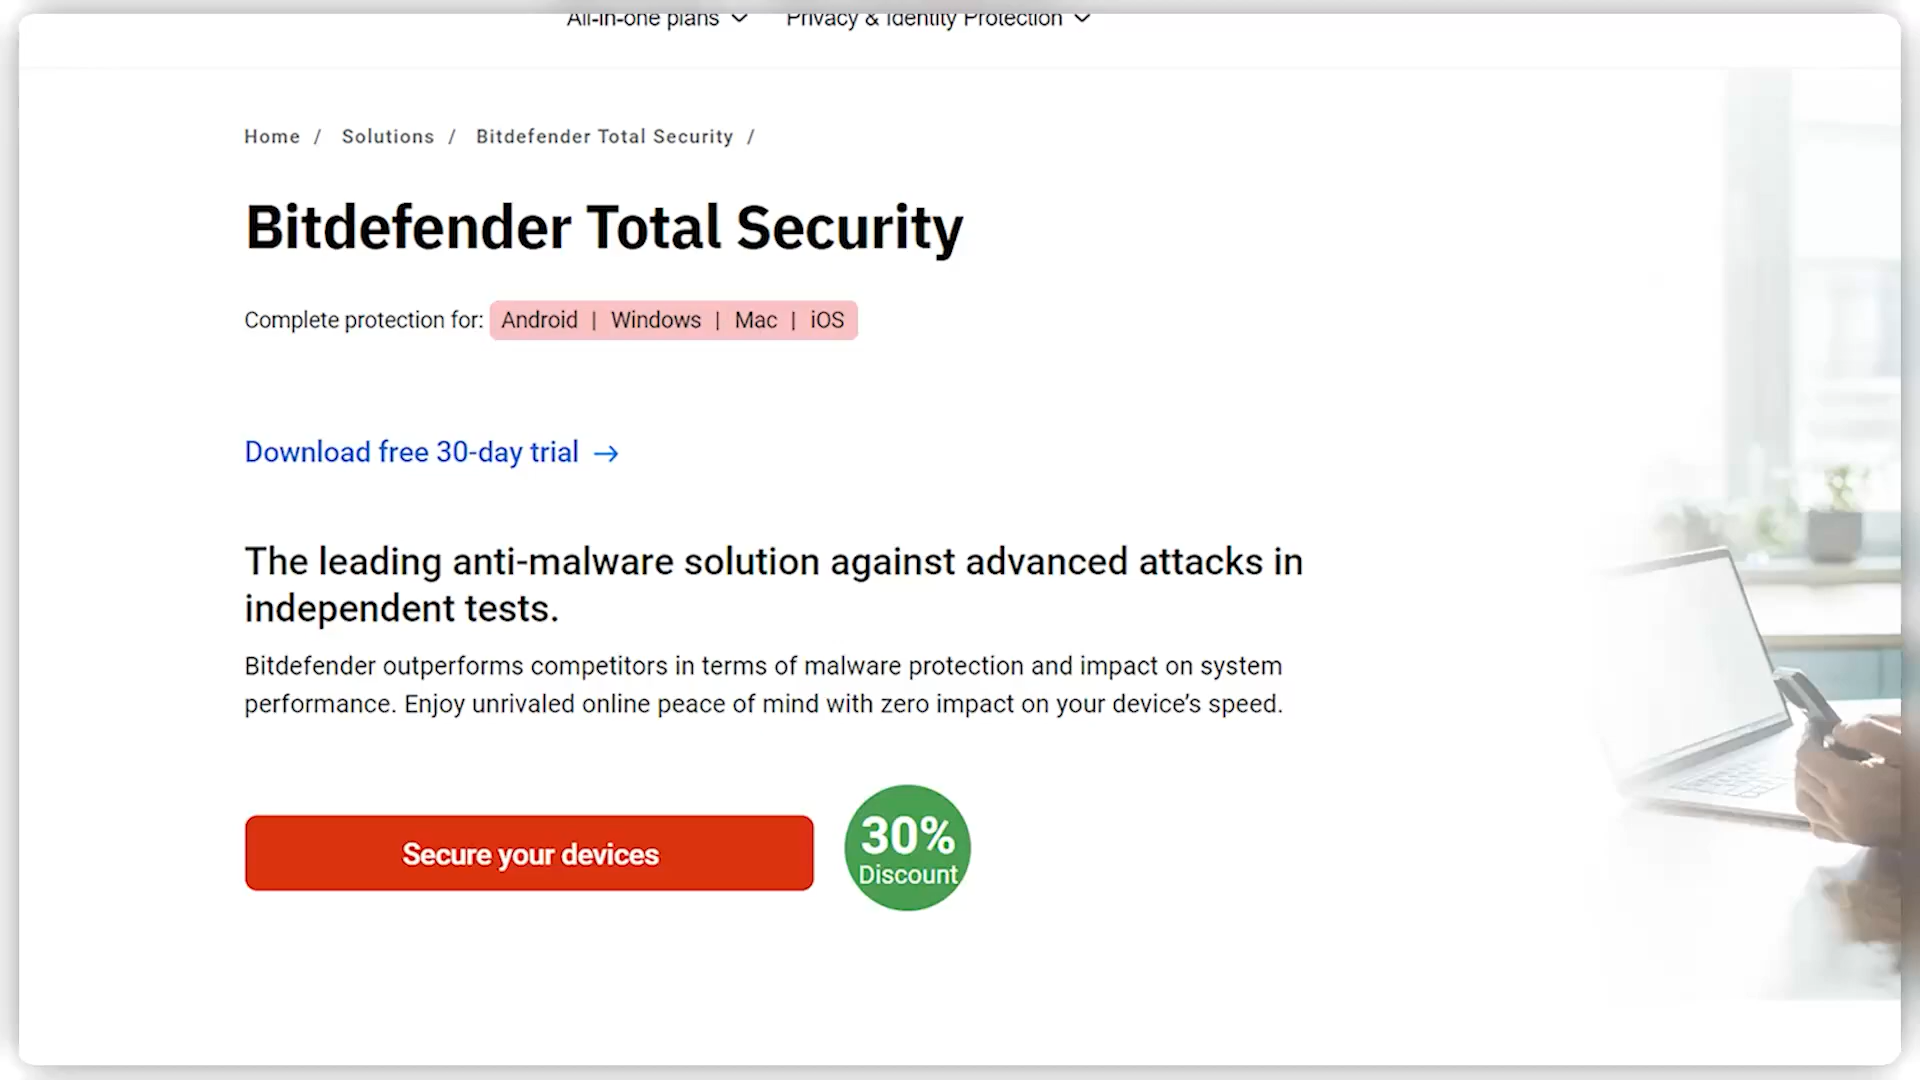 All-in-one plans Privacy & Identity Protection
Home / Solutions / Bitdefender Total Security /
Bitdefender Total Security
Complete protection for: Android | Windows | Mac | iOS
Download free 30-day trial →
The leading anti-malware solution against advanced attacks in
independent tests.
Bitdefender outperforms competitors in terms of malware protection and impact on system
performance. Enjoy unrivaled online peace of mind with zero impact on your device’s speed.
Secure your devices
30%
Discount